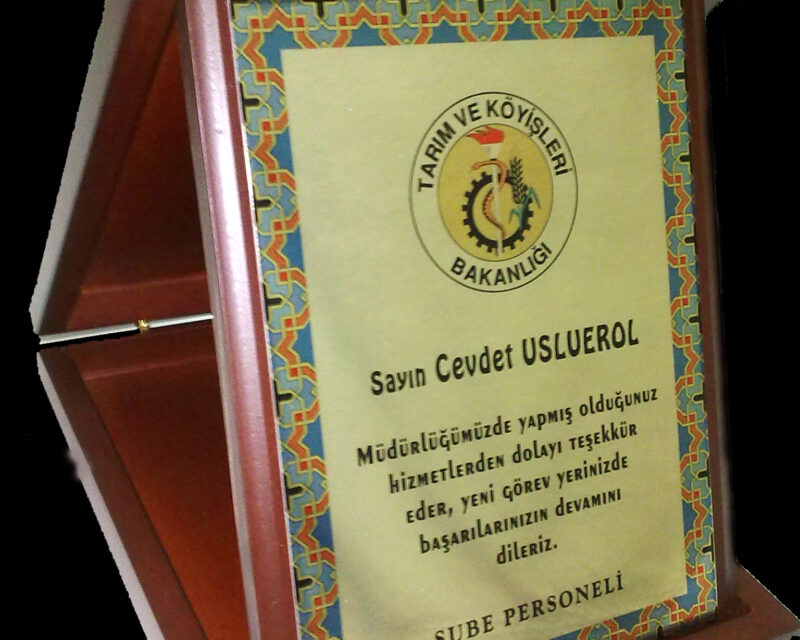 TARIM VE KÖYİŞLERİ
BAKANLIĞI
Sayın Cevdet USLUEROL
Müdürlüğümüzde yapmış olduğunuz
hizmetlerden dolayı teşekkür
eder, yeni görev yerinizde
başarılarınızın devamını
dileriz.
ŞUBE PERSONELİ